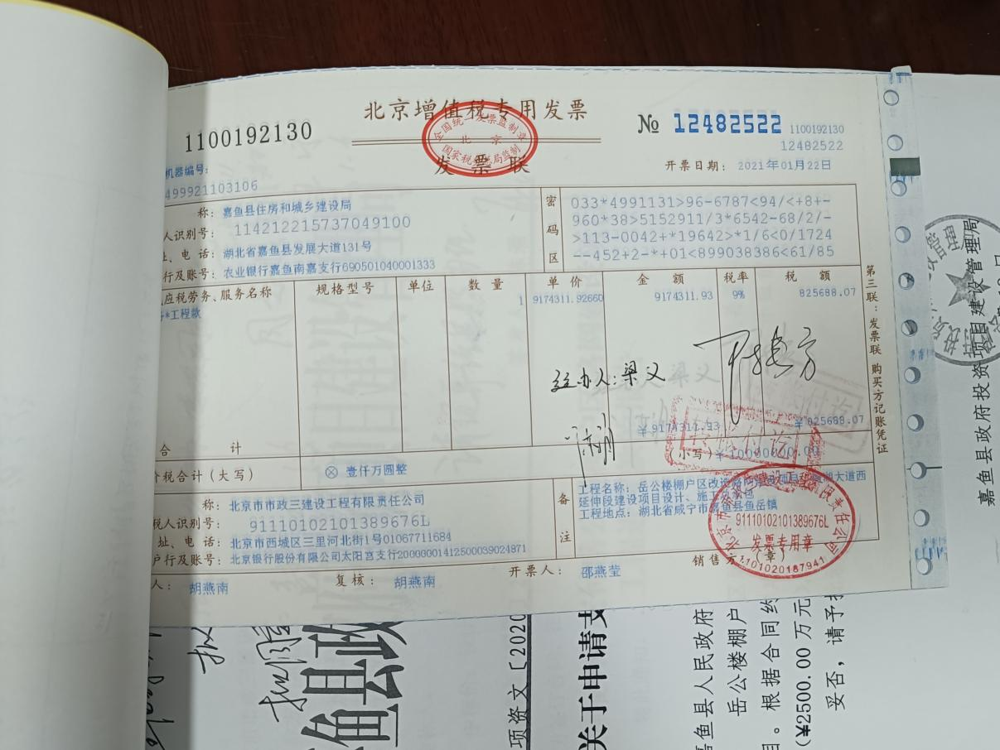 北京增值税专用发票
发票联
全国统一发票监制章
北京
国家税务总局监制
1100192130
№ 12482522
1100192130
12482522
机器编号:
499921103106
开票日期: 2021年01月22日
称: 嘉鱼县住房和城乡建设局
人识别号: 11421221573704910O
、电话: 湖北省嘉鱼县发展大道131号
行及账号: 农业银行嘉鱼南嘉支行690501040001333
密码区
033*4991131>96-6787<94/<+8+-
960*38>5152911/3*6542-68/2/-
>113-0042+*19642>*1/6<0/1724
--452+2-*+01<899038386<61/85
应税劳务、服务名称 规格型号 单位 数量 单价 金额 税率 税额
*工程款 1 9174311.92660 9174311.93 9% 825688.07
经办人:梁义
合计 ¥9174311.93 ¥825688.07
价税合计(大写) ⊗ 壹仟万圆整 (小写) ¥10000000.00
称: 北京市市政三建设工程有限责任公司
税人识别号: 91110102101389676L
址、电话: 北京市西城区三里河北街1号01067711684
户行及账号: 北京银行股份有限公司太阳宫支行20000001412500039024871
备注
工程名称: 岳公楼棚户区改造 大道西
延伸段建设项目设计、施工总承包
工程地点: 湖北省咸宁市嘉鱼县鱼岳镇
91110102101389676L
发票专用章
1101020187941
人: 胡燕南 复核: 胡燕南 开票人: 邵燕莹 销售方:(章)
第三联:发票联 购买方记账凭证
嘉鱼县政府投资项目建设管理局
鱼县政
项资文〔2020
关于申请支
嘉鱼县人民政府
岳公楼棚户
目。根据合同约
(¥2500.00万元
妥否,请予